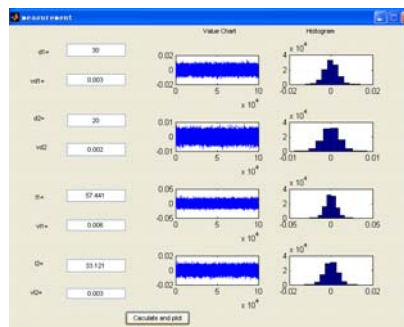 measurement
Value Chart Histogram
d1= 30
vd1= 0.003
0.02 0 -0.02 0 5 10 x 10^4
x 10^4 4 2 0 -0.02 0 0.02
d2= 20
vd2 0.002
0.01 0 -0.01 0 5 10 x 10^4
x 10^4 4 2 0 -0.01 0 0.01
57.441
0.006
0.05 0 -0.05 0 5 10 x 10^4
x 10^4 4 2 0 -0.05 0 0.05
33.121
0.003
0.02 0 -0.02 0 5 10 x 10^4
x 10^4 4 2 0 -0.02 0 0.02
Caculate and plot